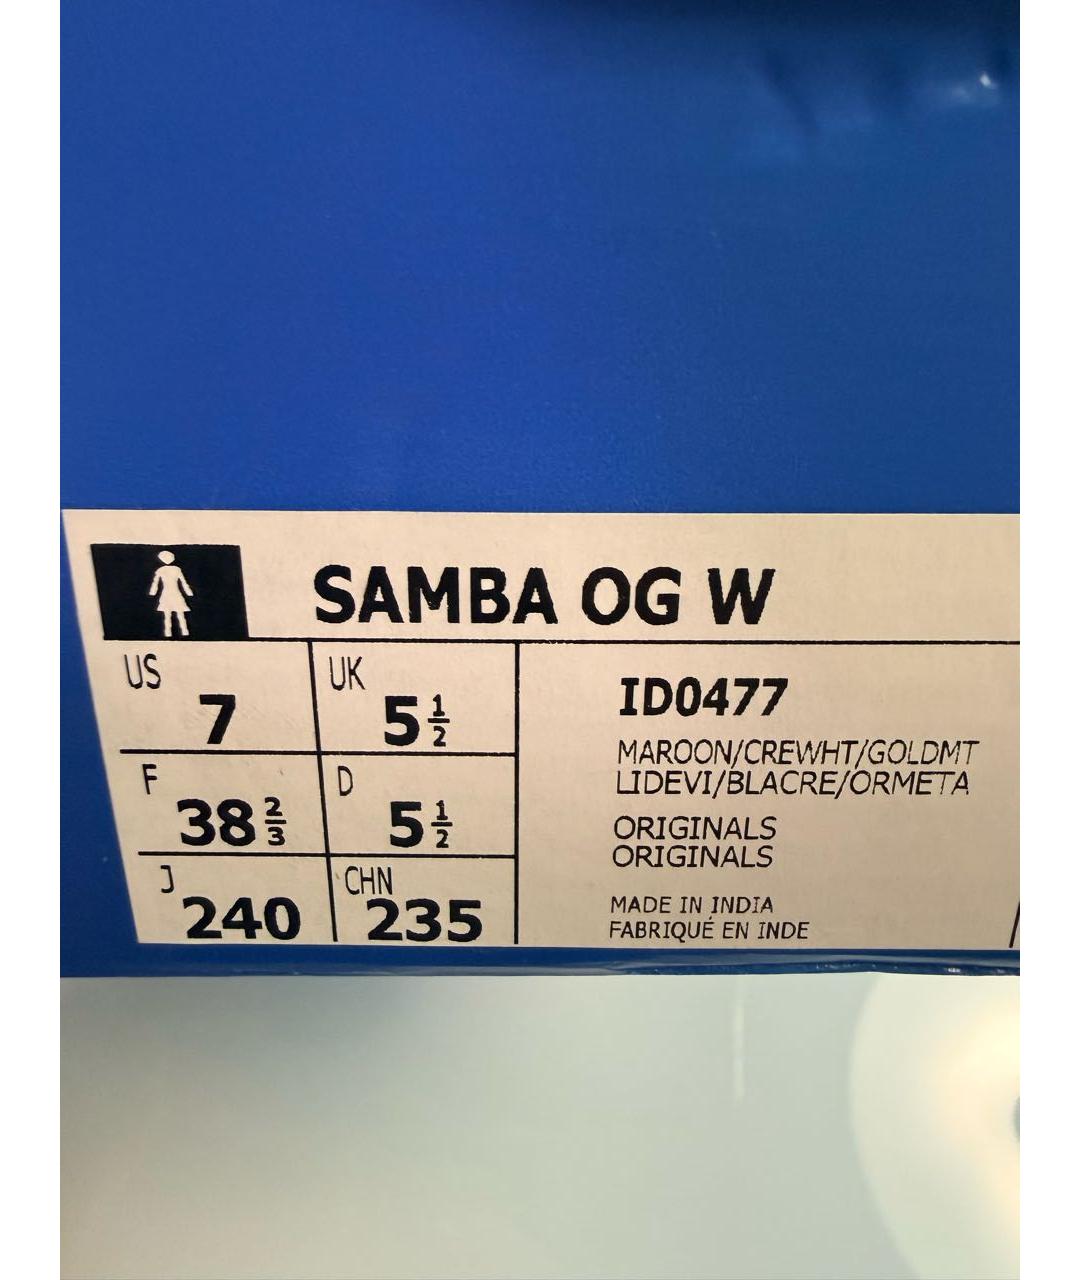 SAMBA OG W
US 7 UK 5 1/2
F 38 2/3 D 5 1/2
J 240 CHN 235
ID0477
MAROON/CREWHT/GOLDMT
LIDEVI/BLACRE/ORMETA
ORIGINALS
ORIGINALS
MADE IN INDIA
FABRIQUÉ EN INDE